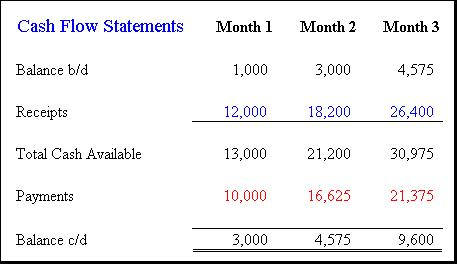 Cash Flow Statements Month 1 Month 2 Month 3
Balance b/d 1,000 3,000 4,575
Receipts 12,000 18,200 26,400
Total Cash Available 13,000 21,200 30,975
Payments 10,000 16,625 21,375
Balance c/d 3,000 4,575 9,600